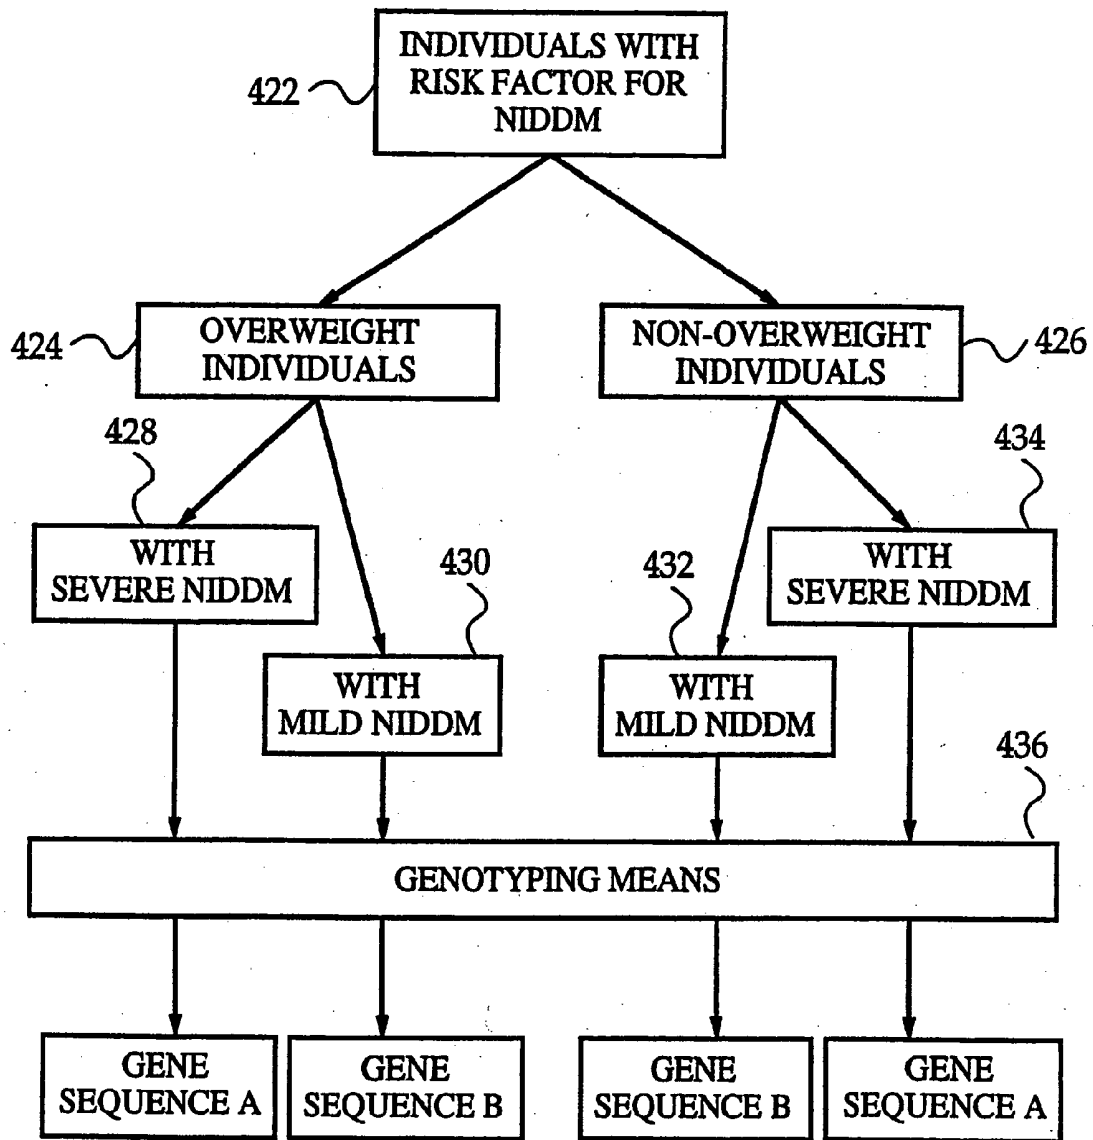 INDIVIDUALS WITH
RISK FACTOR FOR
NIDDM
422
OVERWEIGHT
INDIVIDUALS
424
NON-OVERWEIGHT
INDIVIDUALS
426
428
434
WITH
SEVERE NIDDM
WITH
SEVERE NIDDM
430
432
WITH
MILD NIDDM
WITH
MILD NIDDM
436
GENOTYPING MEANS
GENE
SEQUENCE A
GENE
SEQUENCE B
GENE
SEQUENCE B
GENE
SEQUENCE A